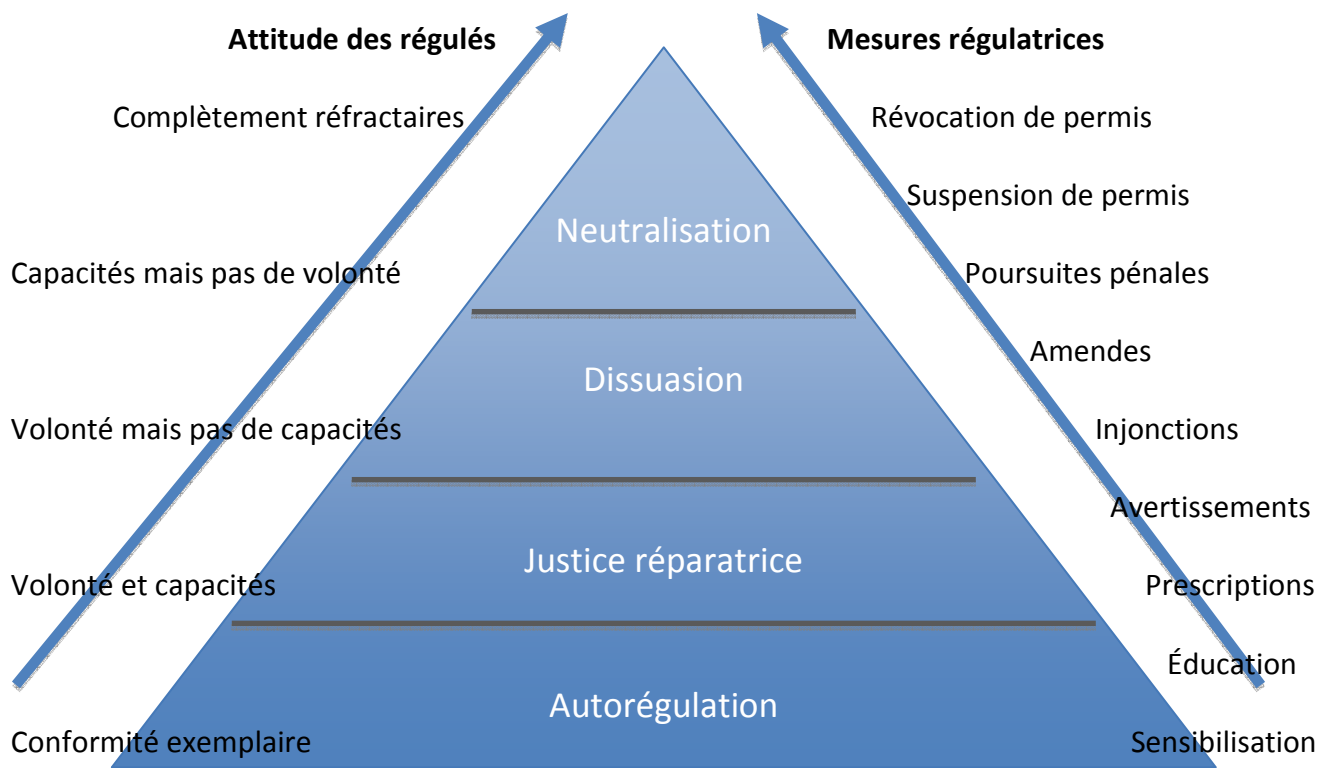 Attitude des régulés
Mesures régulatrices
Complètement réfractaires
Révocation de permis
Suspension de permis
Neutralisation
Capacités mais pas de volonté
Poursuites pénales
Amendes
Dissuasion
Volonté mais pas de capacités
Injonctions
Avertissements
Justice réparatrice
Volonté et capacités
Prescriptions
Éducation
Autorégulation
Conformité exemplaire
Sensibilisation